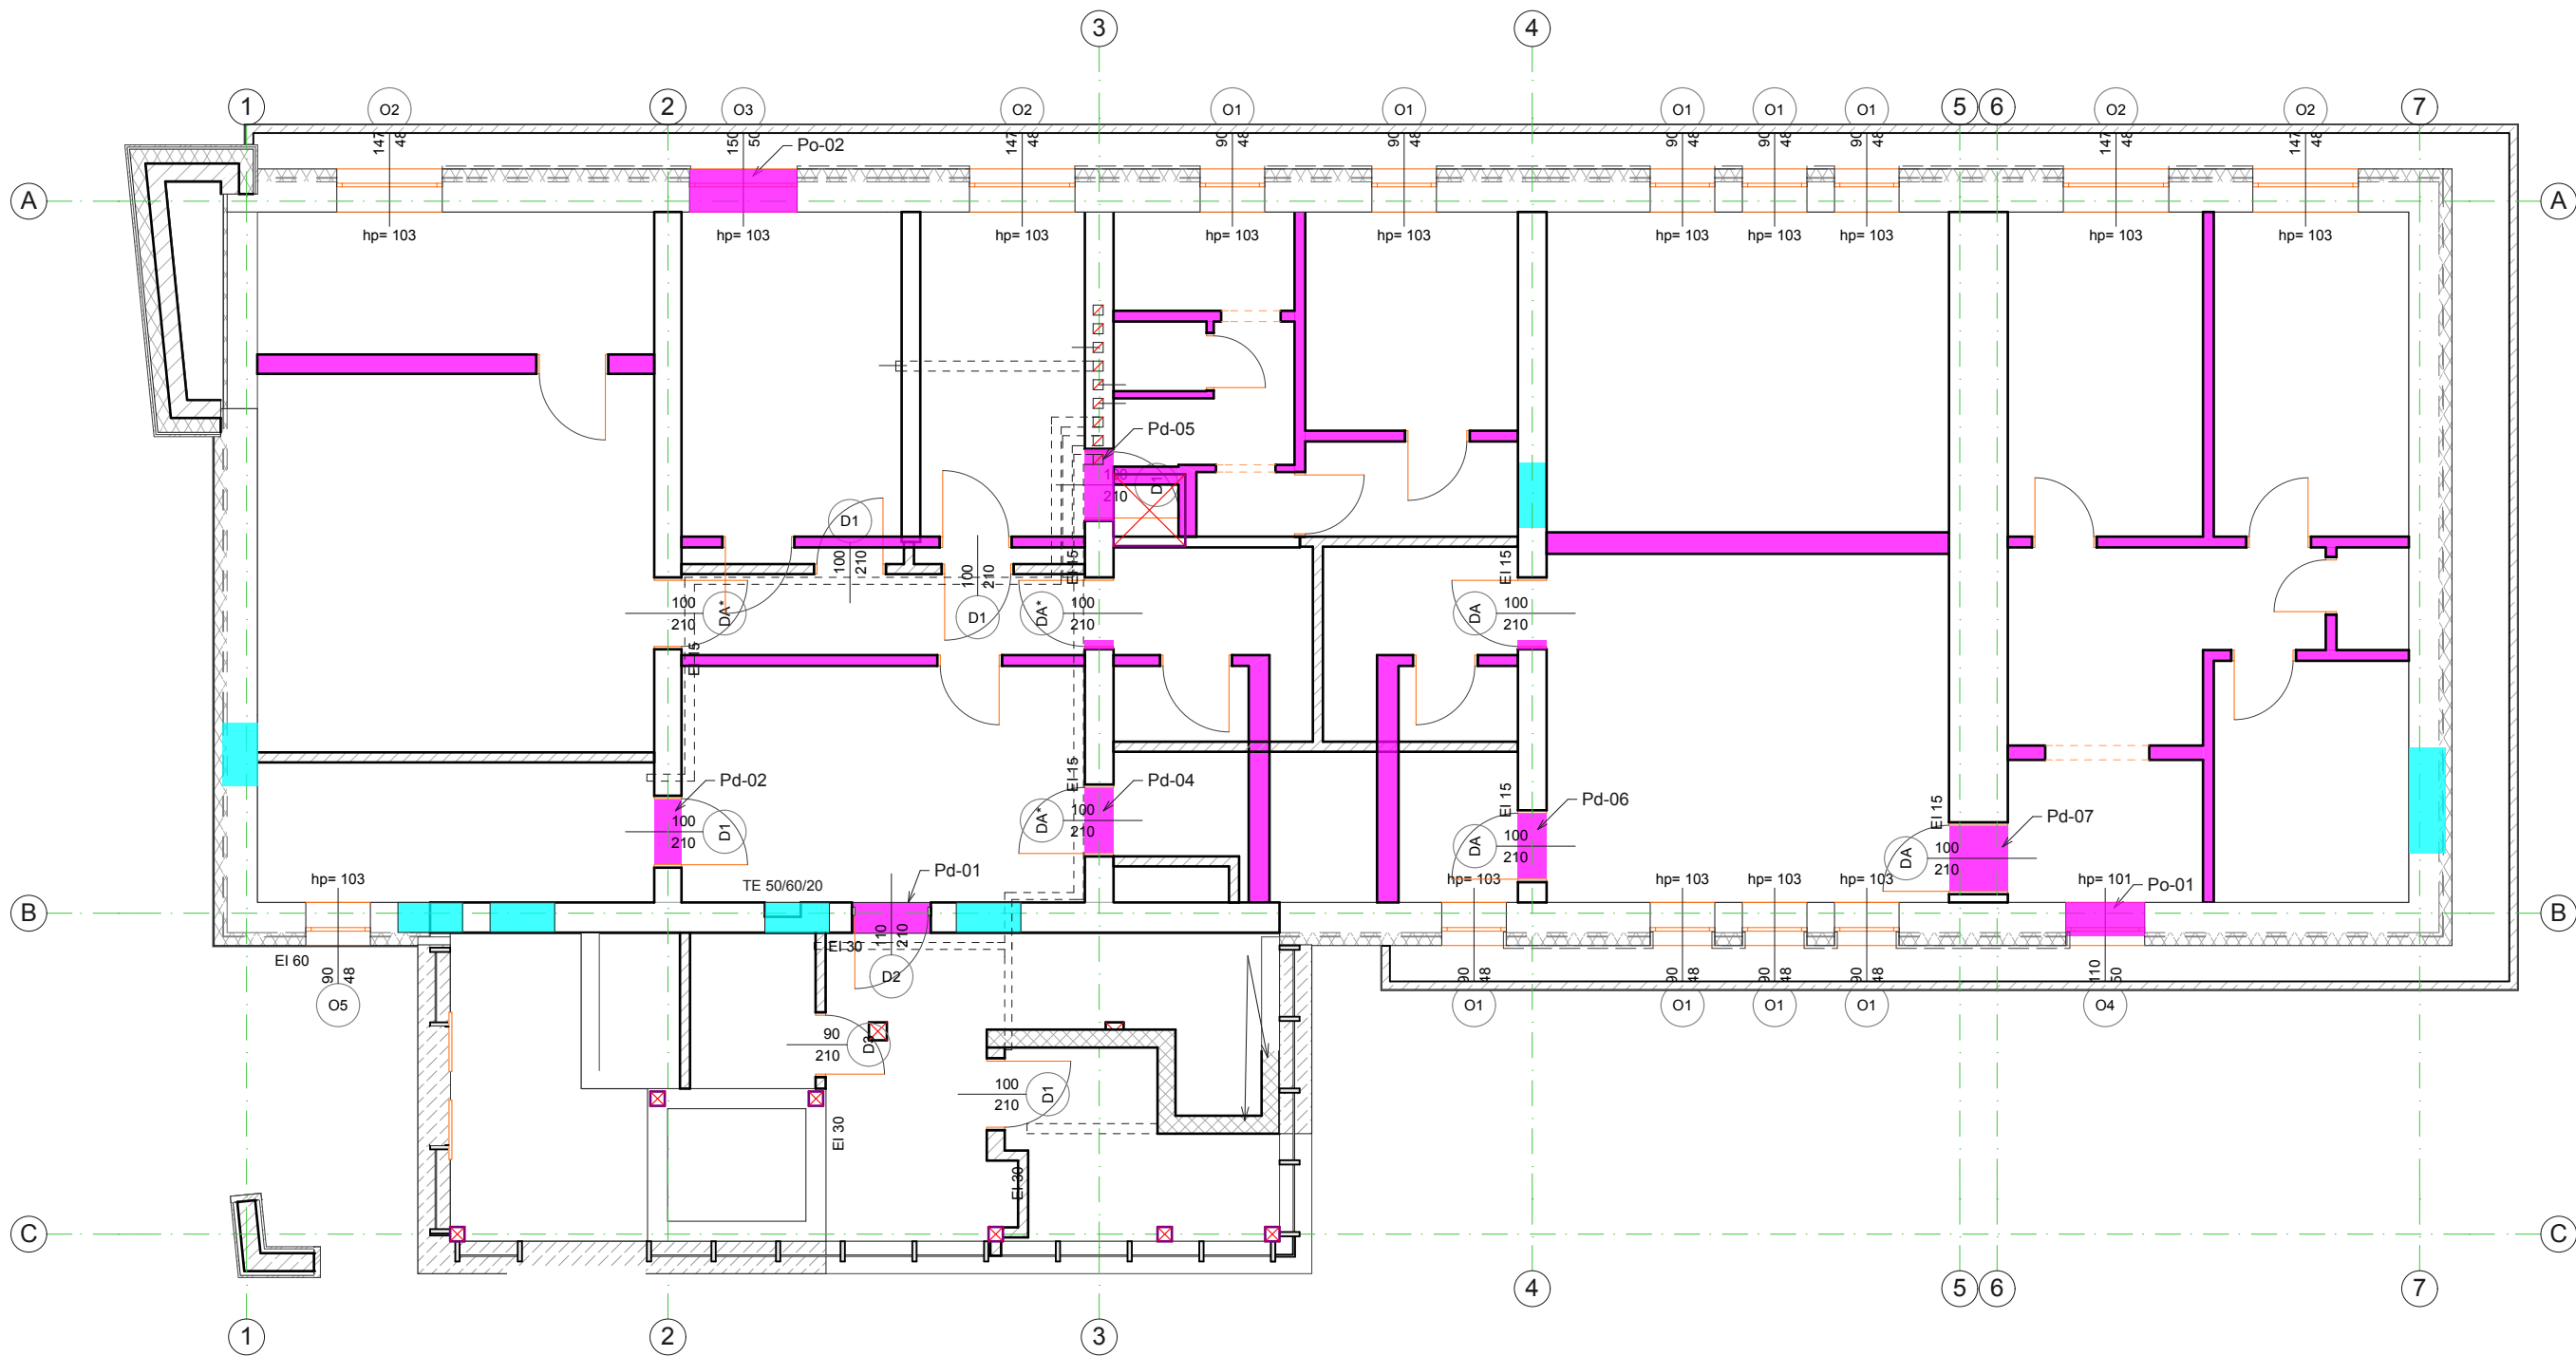 3
4
1
O2
2
O3
O2
O1
O1
O1
O1
O1
5
6
O2
O2
7
147
48
150
50
Po-02
147
48
90
48
90
48
90
48
90
48
90
48
147
48
147
48
A
A
hp= 103
hp= 103
hp= 103
hp= 103
hp= 103
hp= 103
hp= 103
hp= 103
hp= 103
hp= 103
Pd-05
210
D1
D1
100
210
100
210
D1
EI 15
EI 15
100
210
DA*
EI 15
DA*
100
210
DA
100
210
Pd-02
100
210
D1
EI 15
Pd-04
DA*
100
210
EI 15
Pd-06
DA
100
210
EI 15
Pd-07
DA
100
210
hp= 103
TE 50/60/20
Pd-01
hp= 103
hp= 103
hp= 103
hp= 103
hp= 101
Po-01
B
B
110
210
EI 30
EI 60
D2
90
48
O5
90
48
90
48
90
48
90
48
110
50
O1
O1
O1
O1
O4
90
210
D3
100
210
D1
EI 30
EI 30
C
C
1
2
3
4
5
6
7